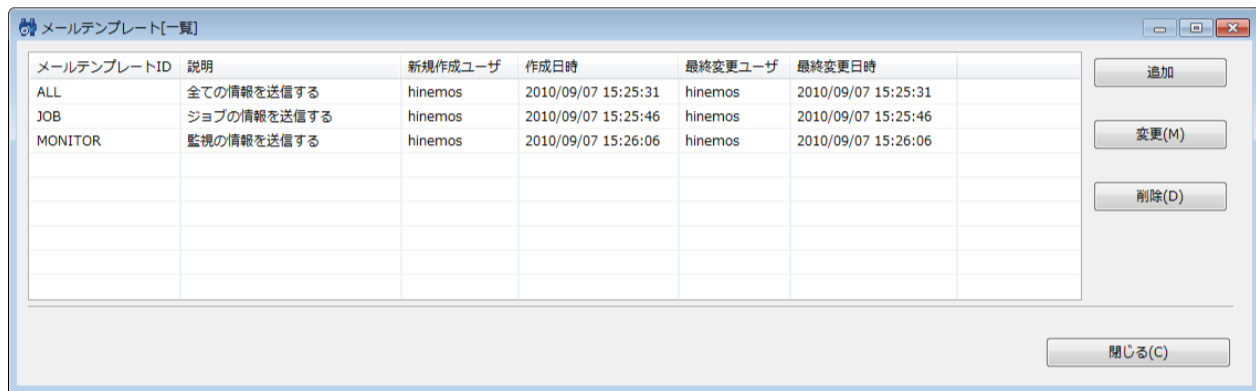 メールテンプレート[一覧]
メールテンプレートID 説明 新規作成ユーザ 作成日時 最終変更ユーザ 最終変更日時
ALL 全ての情報を送信する hinemos 2010/09/07 15:25:31 hinemos 2010/09/07 15:25:31
JOB ジョブの情報を送信する hinemos 2010/09/07 15:25:46 hinemos 2010/09/07 15:25:46
MONITOR 監視の情報を送信する hinemos 2010/09/07 15:26:06 hinemos 2010/09/07 15:26:06
追加
変更(M)
削除(D)
閉じる(C)